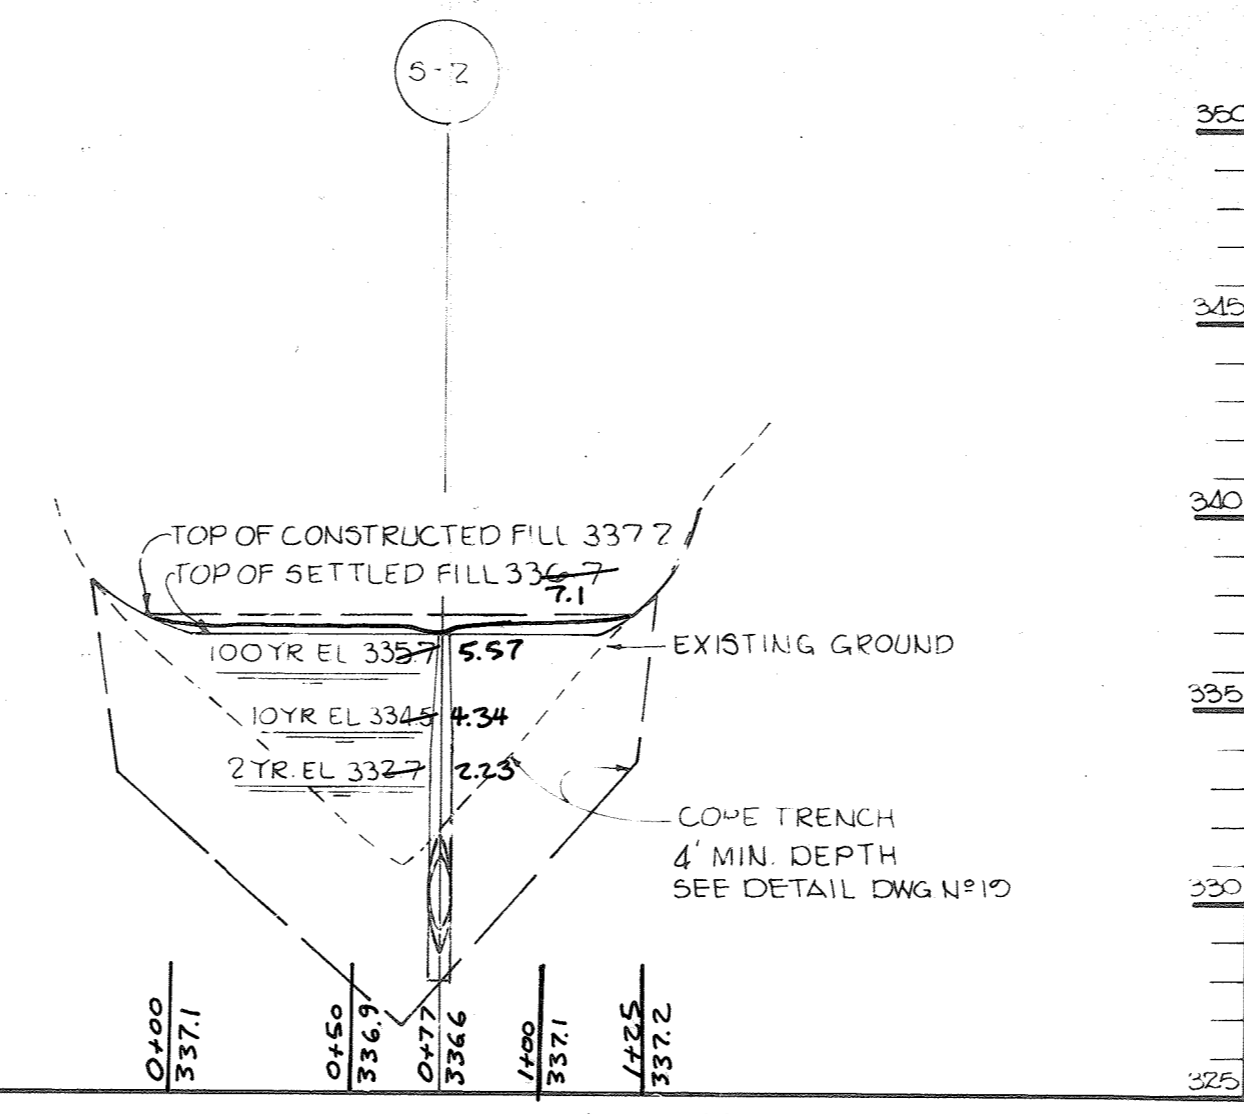 S-2
350
345
340
TOP OF CONSTRUCTED FILL 337 2
TOP OF SETTLED FILL 336 7
7.1
100 YR EL 335.7 5.57
EXISTING GROUND
335
10 YR EL 334.5 4.34
2 YR. EL 332.7 2.23
CORE TRENCH
4' MIN. DEPTH
SEE DETAIL DWG. Nº 19
330
0+00
337.1
0+50
336.9
0+77
336.6
1+00
337.1
1+25
337.2
325